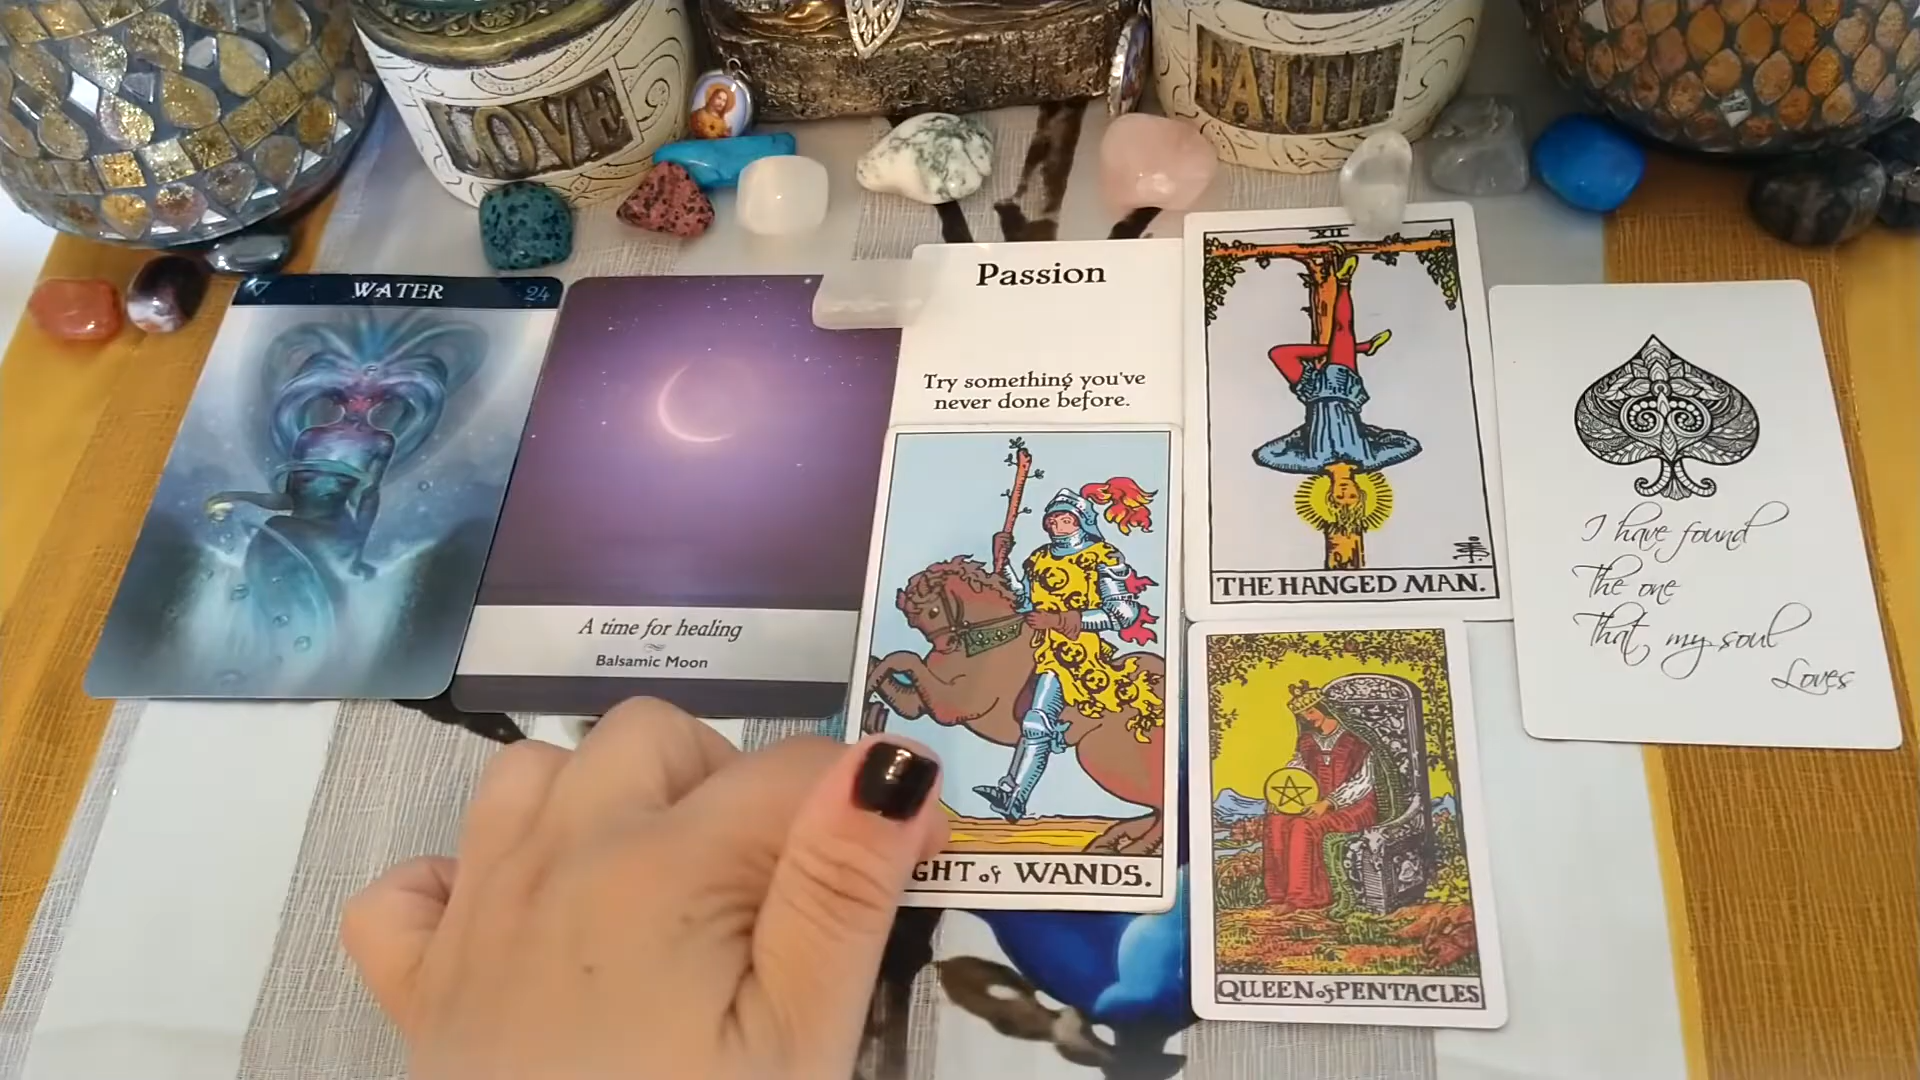 LOVE
FAITH
WATER
24
A time for healing
Balsamic Moon
Passion
Try something you've
never done before.
GHT of WANDS.
XII
THE HANGED MAN.
QUEEN of PENTACLES
I have found
The one
That my soul
Loves